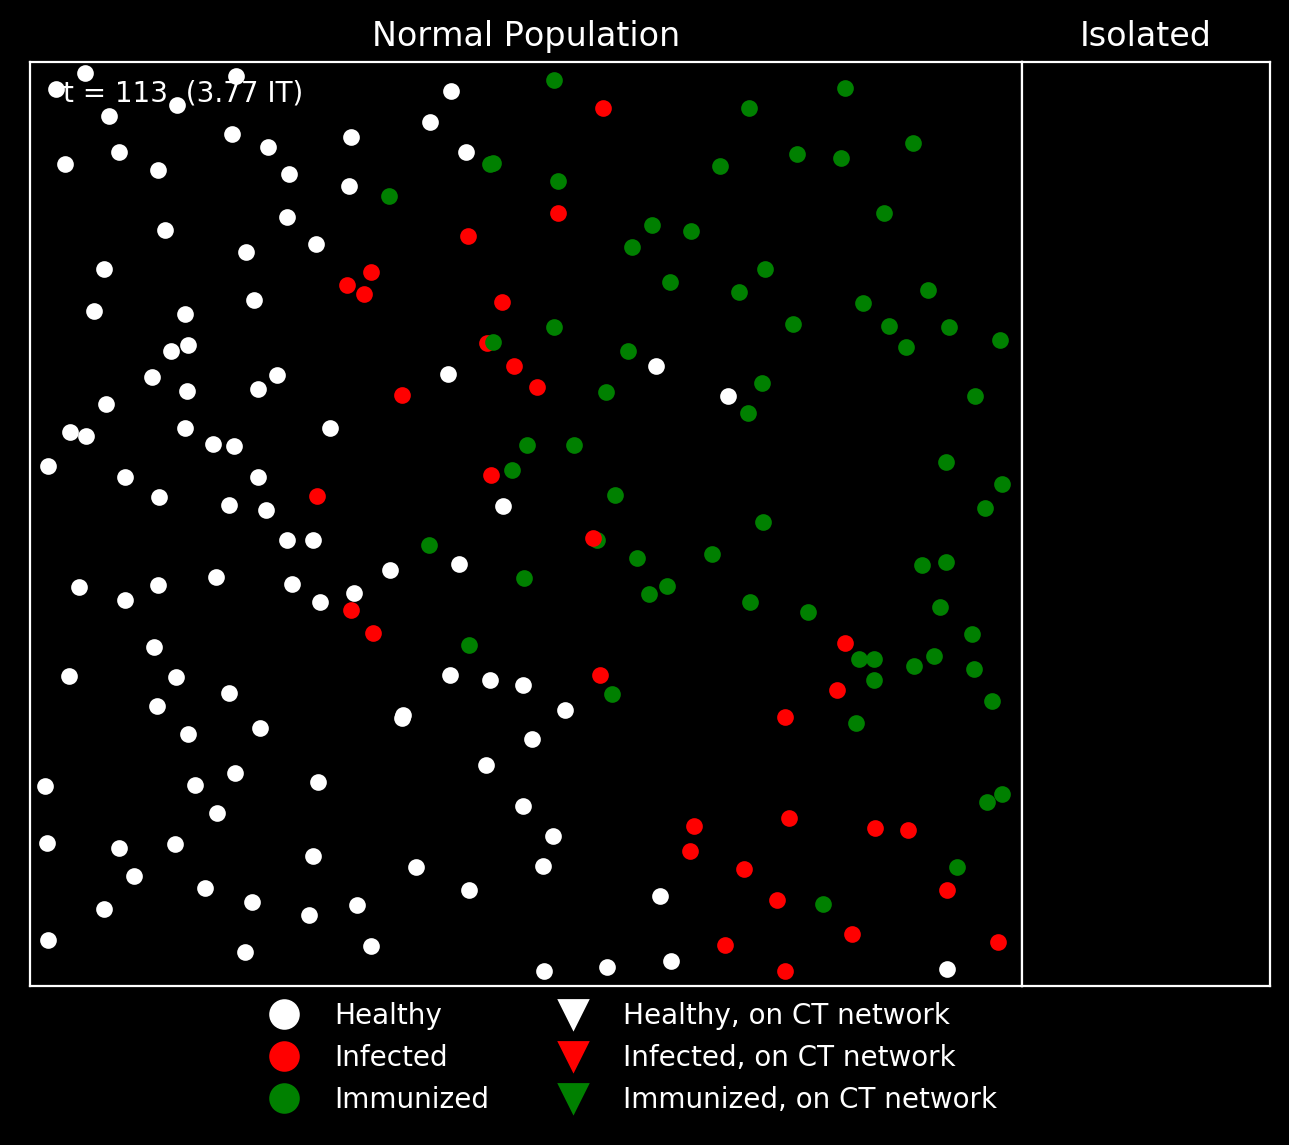 Normal Population
Isolated
t = 113  (3.77 IT)
Healthy
Infected
Immunized
Healthy, on CT network
Infected, on CT network
Immunized, on CT network